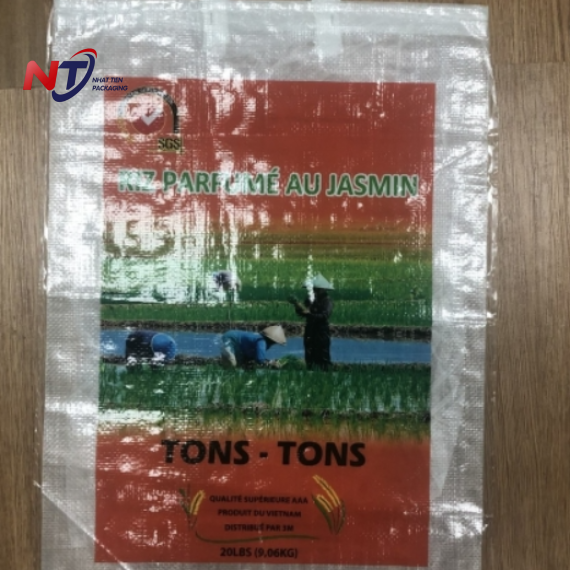 NT
NHAT TIEN
PACKAGING
SGS
RIZ PARFUMÉ AU JASMIN
TONS - TONS
QUALITÉ SUPÉRIEURE AAA
PRODUIT DU VIETNAM
DISTRIBUÉ PAR 3M
20LBS (9,06KG)